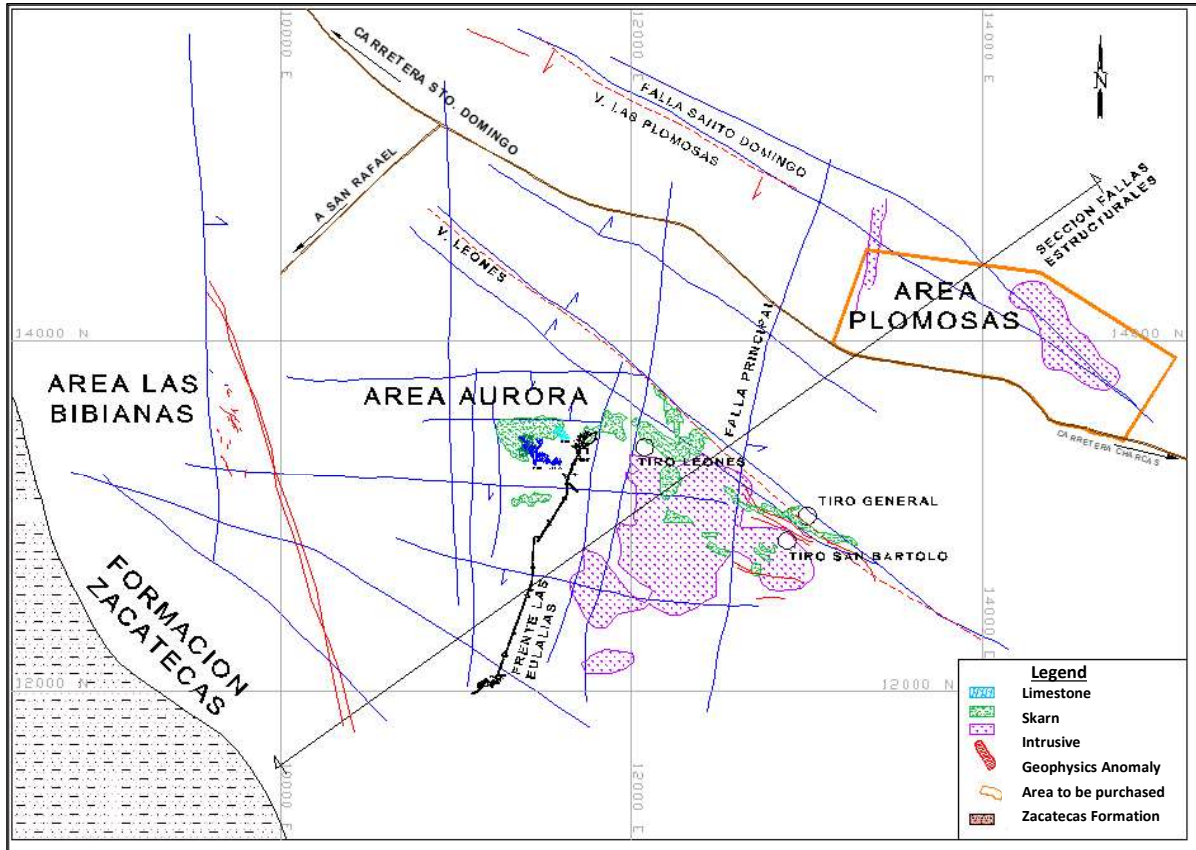 10000 E
12000 E
14000 E
CARRETERA STO. DOMINGO
FALLA SANTO DOMINGO
V. LAS PLOMOSAS
N
A SAN RAFAEL
SECCION FALLAS
ESTRUCTURALES
V. LEONES
AREA
PLOMOSAS
14000 N
14000 N
FALLA PRINCIPAL
AREA LAS
BIBIANAS
AREA AURORA
CARRETERA CHARCAS
TIRO LEONES
TIRO GENERAL
TIRO SAN BARTOLO
FORMACION
ZACATECAS
FRENTE LAS
EULALIAS
14000 E
12000 N
12000 N
10000 E
12000 E
Legend
Limestone
Skarn
Intrusive
Geophysics Anomaly
Area to be purchased
Zacatecas Formation